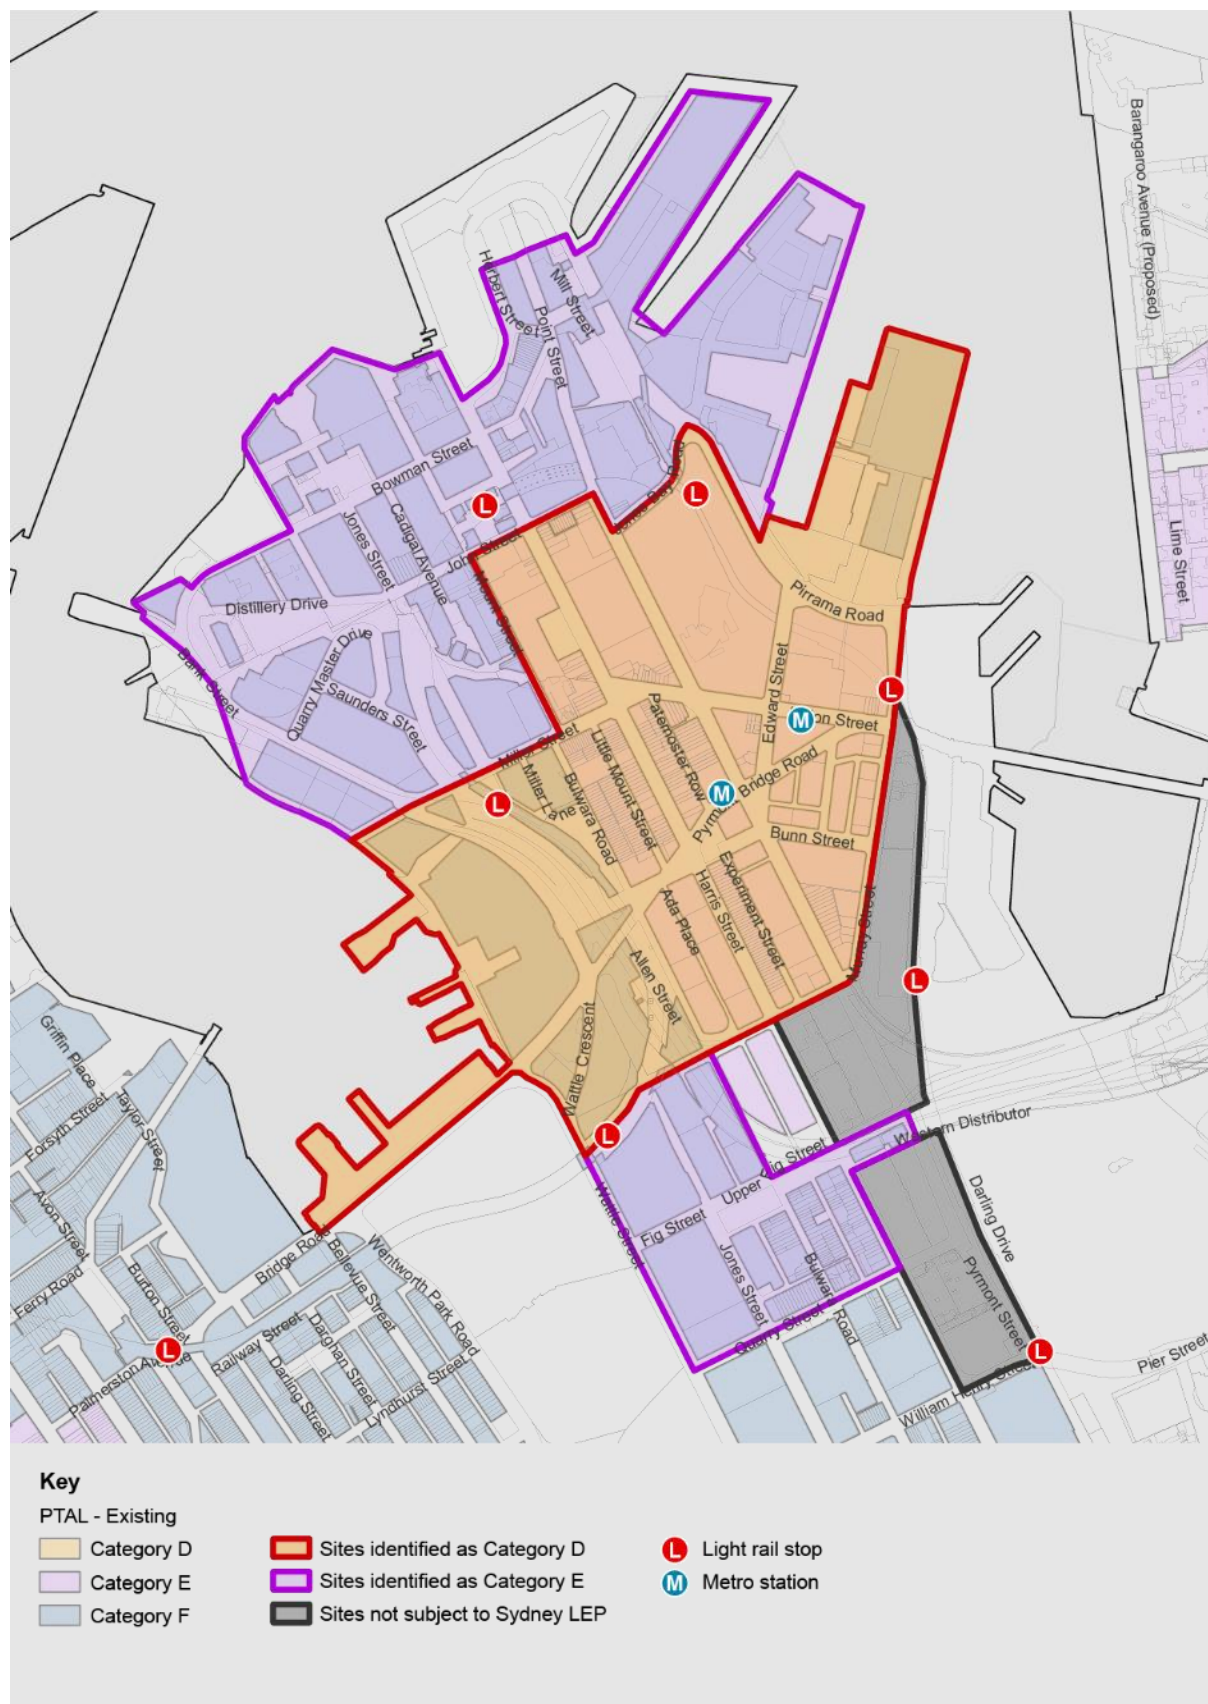 Barangaroo Avenue (Proposed)
Herbert Street
Mill Street
Point Street
Bowman Street
Jones Street
Cadigal Avenue
John Street
Lime Street
Distillery Drive
Mount Street
Pirrama Road
Bank Street
Quarry Master Drive
Saunders Street
Edward Street
on Street
Miller Street
Miller Lane
Little Mount Street
Paternoster Row
Bulwara Road
Bridge Road
Bunn Street
Experiment Street
Harris Street
Ada Place
Murray Street
Allen Street
Wattle Crescent
Griffin Place
Forsyth Street
Taylor Street
Western Distributor
Upper Fig Street
Fig Street
Wattle Street
Avon Street
Darling Drive
Bridge Road
Bellevue Street
Wentworth Park Road
Ferry Road
Burton Street
Jones Street
Bulwara Road
Pyrmont Street
Quarry Street
Railway Street
Darghan Street
Palmerston Avenue
Darling Street
Lyndhurst Street
William Henry Street
Pier Street
L
M
Key
PTAL - Existing
Category D
Category E
Category F
Sites identified as Category D
Sites identified as Category E
Sites not subject to Sydney LEP
L Light rail stop
M Metro station